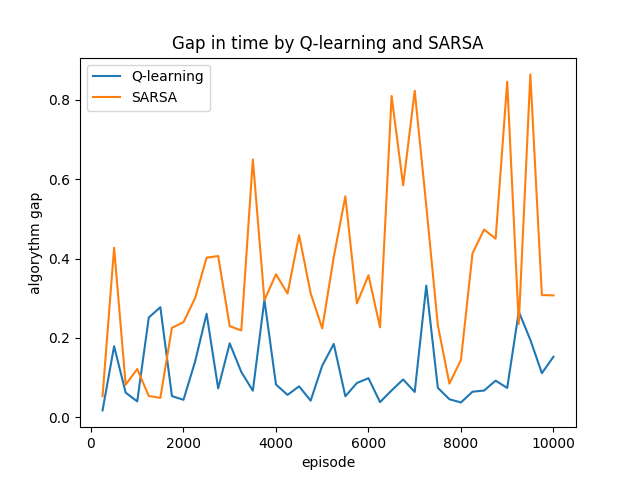 Gap in time by Q-learning and SARSA
Q-learning
SARSA
algorythm gap
0.8
0.6
0.4
0.2
0.0
0 2000 4000 6000 8000 10000
episode